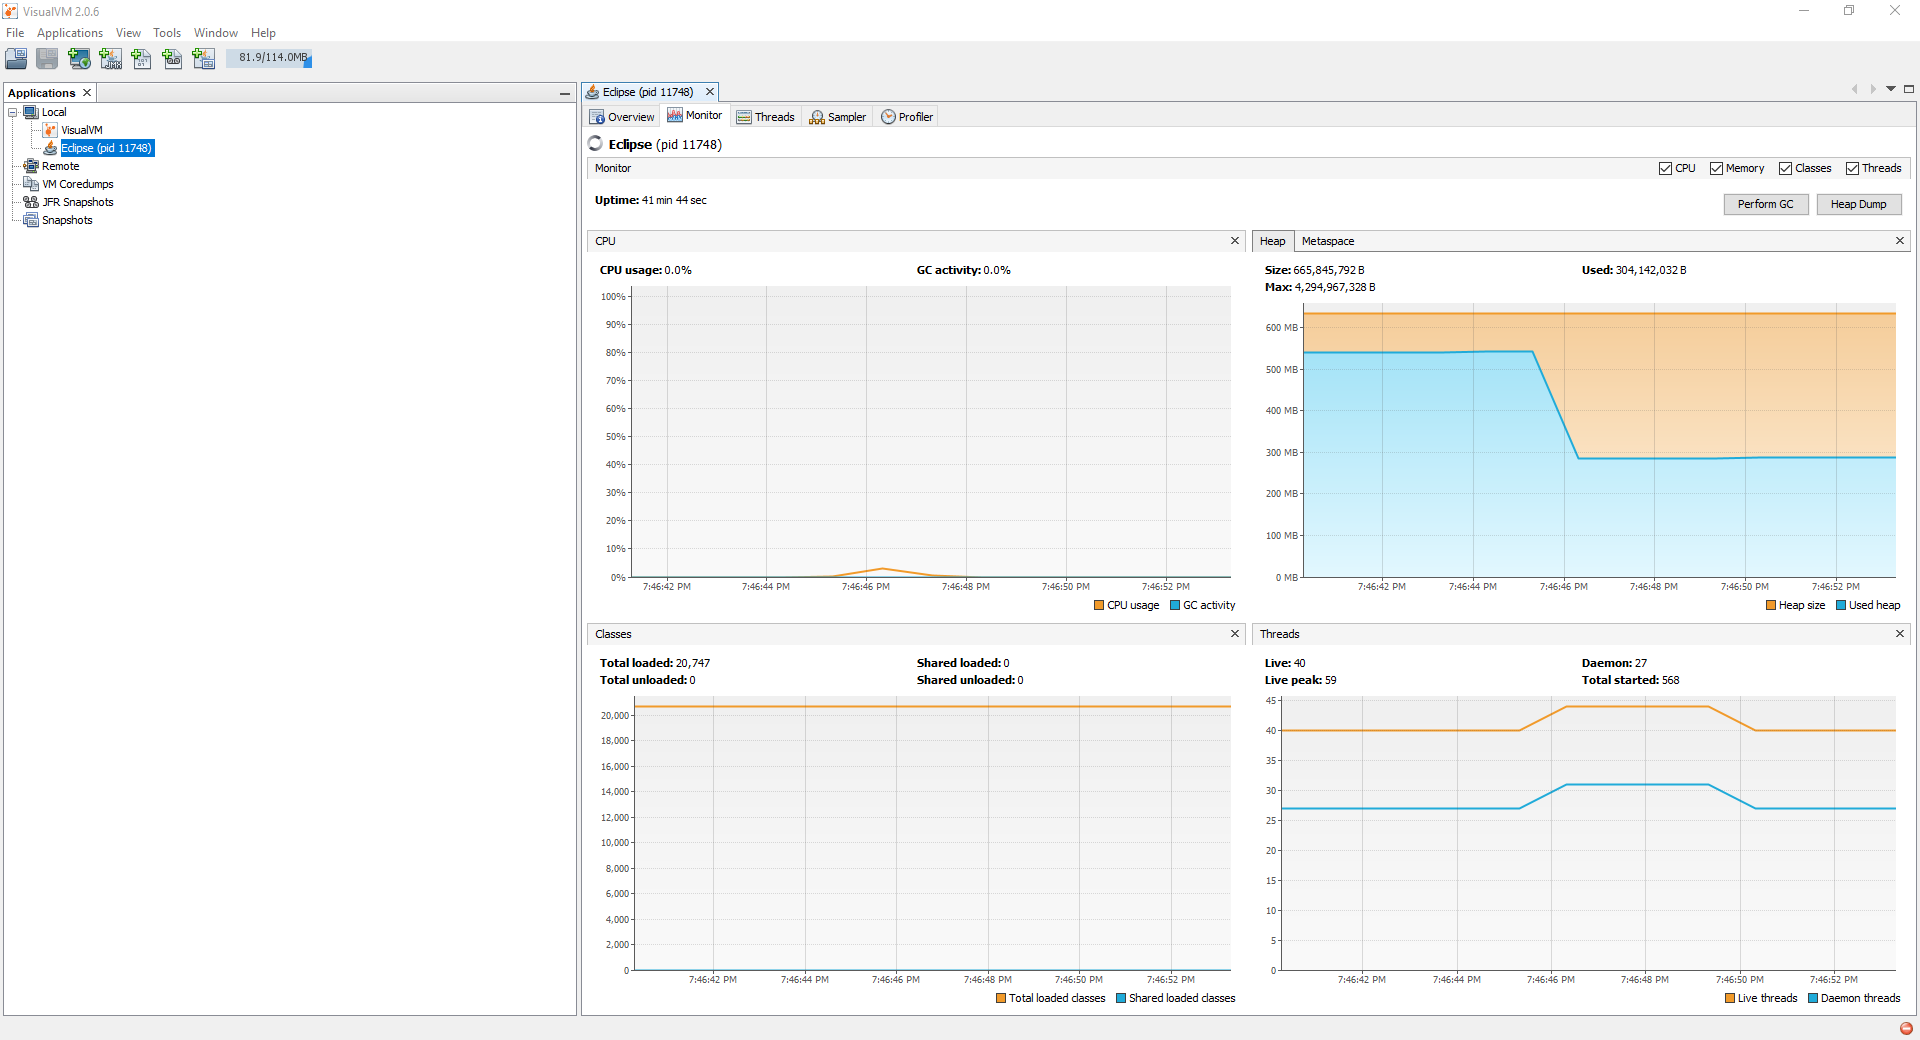 VisualVM 2.0.6
File Applications View Tools Window Help
81.9/114.0MB
Applications
Local
VisualVM
Eclipse (pid 11748)
Remote
VM Coredumps
JFR Snapshots
Snapshots
Eclipse (pid 11748)
Overview Monitor Threads Sampler Profiler
Eclipse (pid 11748)
Monitor CPU Memory Classes Threads
Uptime: 41 min 44 sec
Perform GC Heap Dump
CPU
CPU usage: 0.0% GC activity: 0.0%
100%
90%
80%
70%
60%
50%
40%
30%
20%
10%
0%
7:46:42 PM 7:46:44 PM 7:46:46 PM 7:46:48 PM 7:46:50 PM 7:46:52 PM
CPU usage GC activity
Heap Metaspace
Size: 665,845,792 B Used: 304,142,032 B
Max: 4,294,967,328 B
600 MB
500 MB
400 MB
300 MB
200 MB
100 MB
0 MB
7:46:42 PM 7:46:44 PM 7:46:46 PM 7:46:48 PM 7:46:50 PM 7:46:52 PM
Heap size Used heap
Classes
Total loaded: 20,747 Shared loaded: 0
Total unloaded: 0 Shared unloaded: 0
20,000
18,000
16,000
14,000
12,000
10,000
8,000
6,000
4,000
2,000
0
7:46:42 PM 7:46:44 PM 7:46:46 PM 7:46:48 PM 7:46:50 PM 7:46:52 PM
Total loaded classes Shared loaded classes
Threads
Live: 40 Daemon: 27
Live peak: 59 Total started: 568
45
40
35
30
25
20
15
10
5
0
7:46:42 PM 7:46:44 PM 7:46:46 PM 7:46:48 PM 7:46:50 PM 7:46:52 PM
Live threads Daemon threads